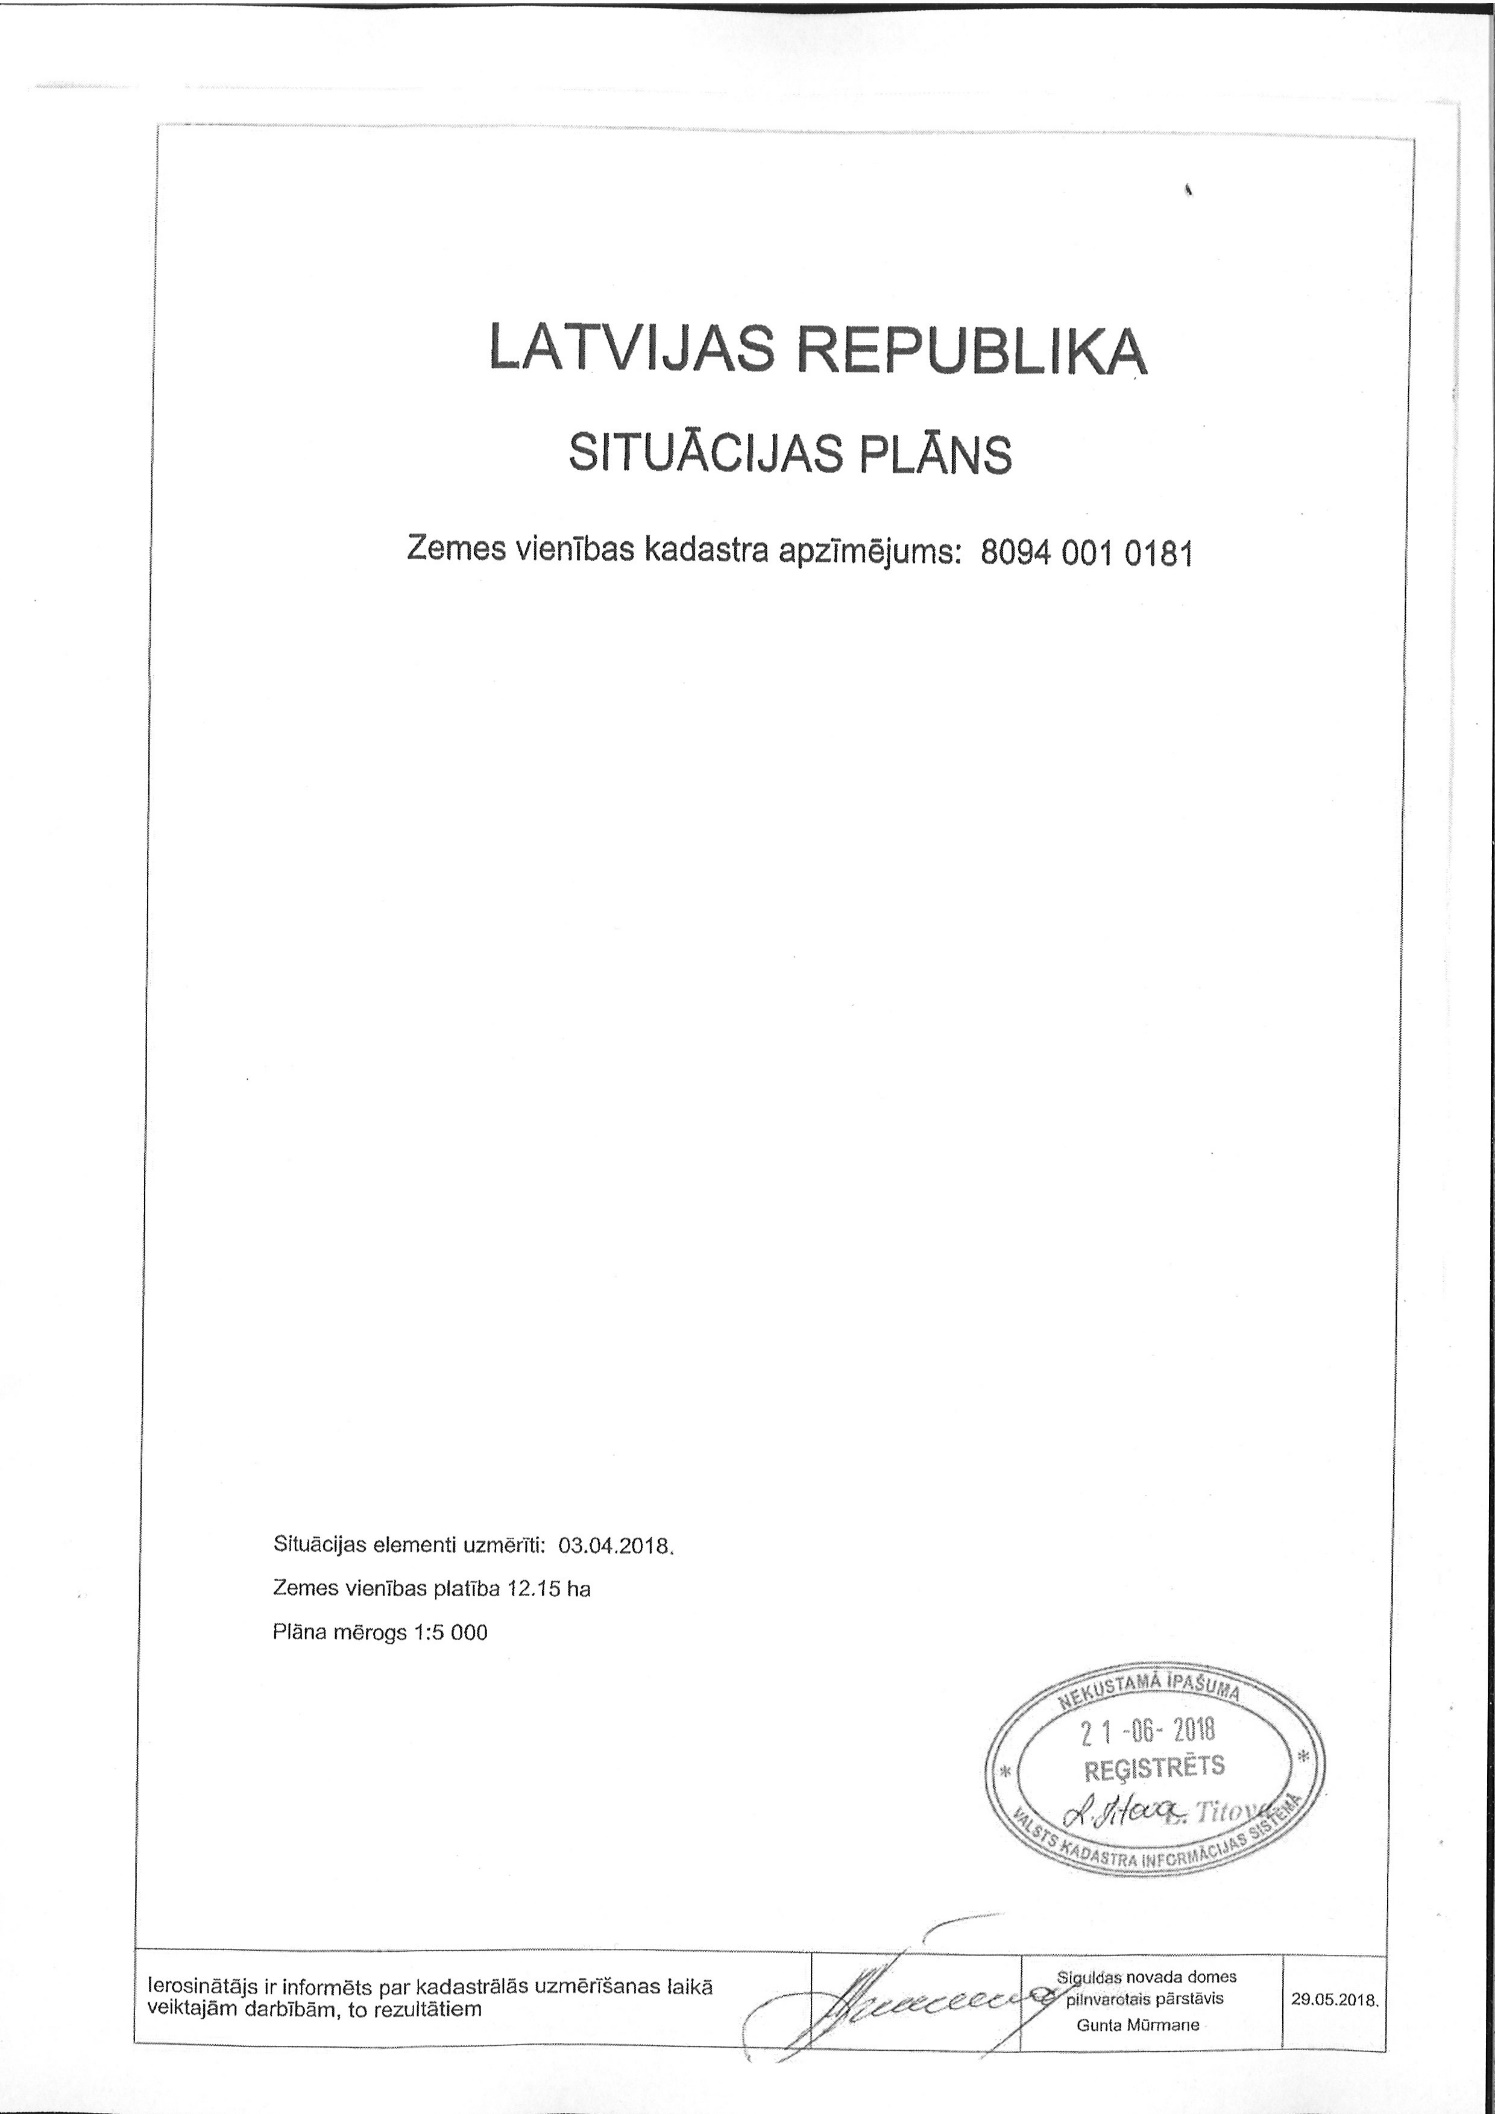 LATVIJAS REPUBLIKA
SITUĀCIJAS PLĀNS
Zemes vienības kadastra apzīmējums: 8094 001 0181
Situācijas elementi uzmērīti: 03.04.2018.
Zemes vienības platība 12.15 ha
Plāna mērogs 1:5 000
NEKUSTAMĀ ĪPAŠUMA
21-06-2018
REĢISTRĒTS
L. Titova L. Titova
VALSTS KADASTRA INFORMĀCIJAS SISTĒMĀ
Ierosinātājs ir informēts par kadastrālās uzmērīšanas laikā
veiktajām darbībām, to rezultātiem
Siguldas novada domes
pilnvarotais pārstāvis
Gunta Mūrmane
29.05.2018.